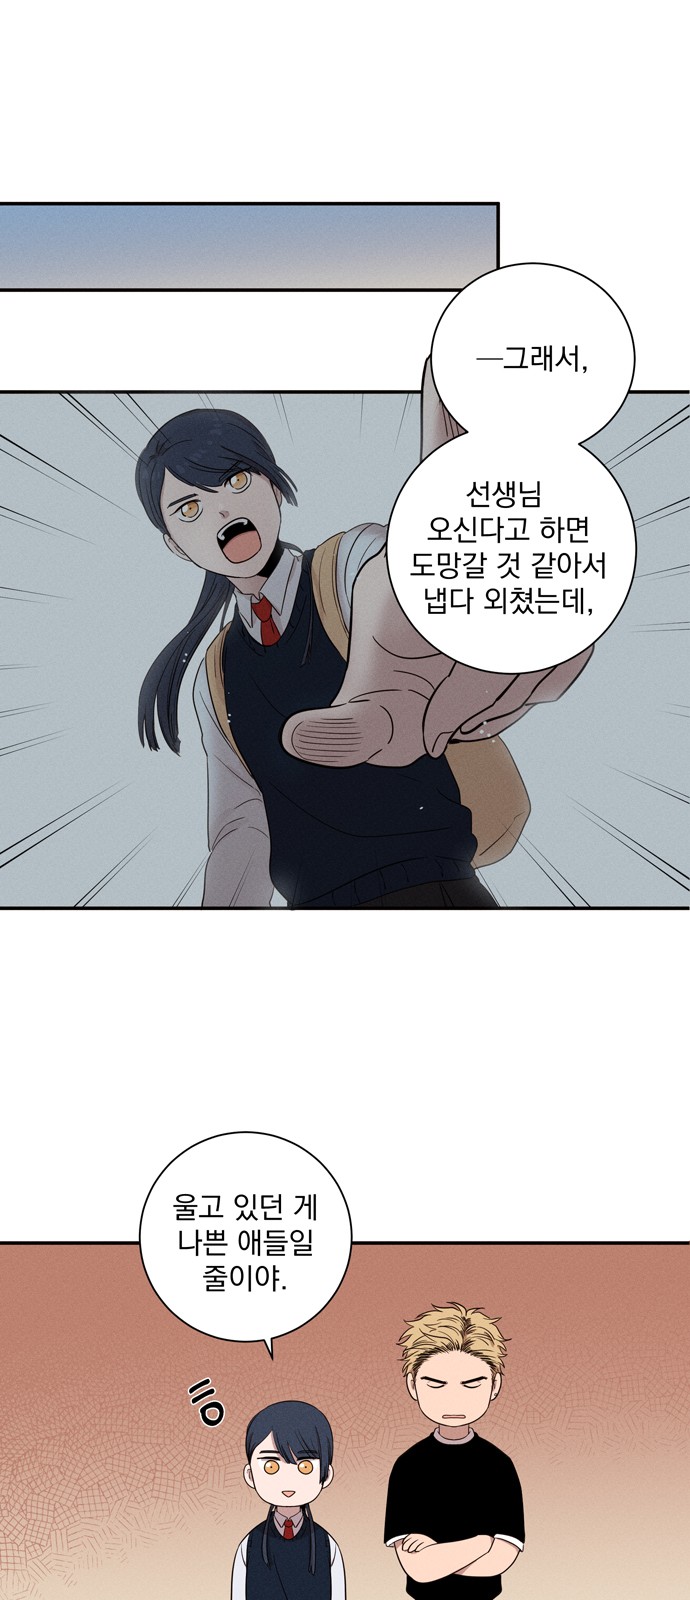 —그래서,
선생님
오신다고 하면
도망갈 것 같아서
냅다 외쳤는데,
울고 있던 게
나쁜 애들일
줄이야.